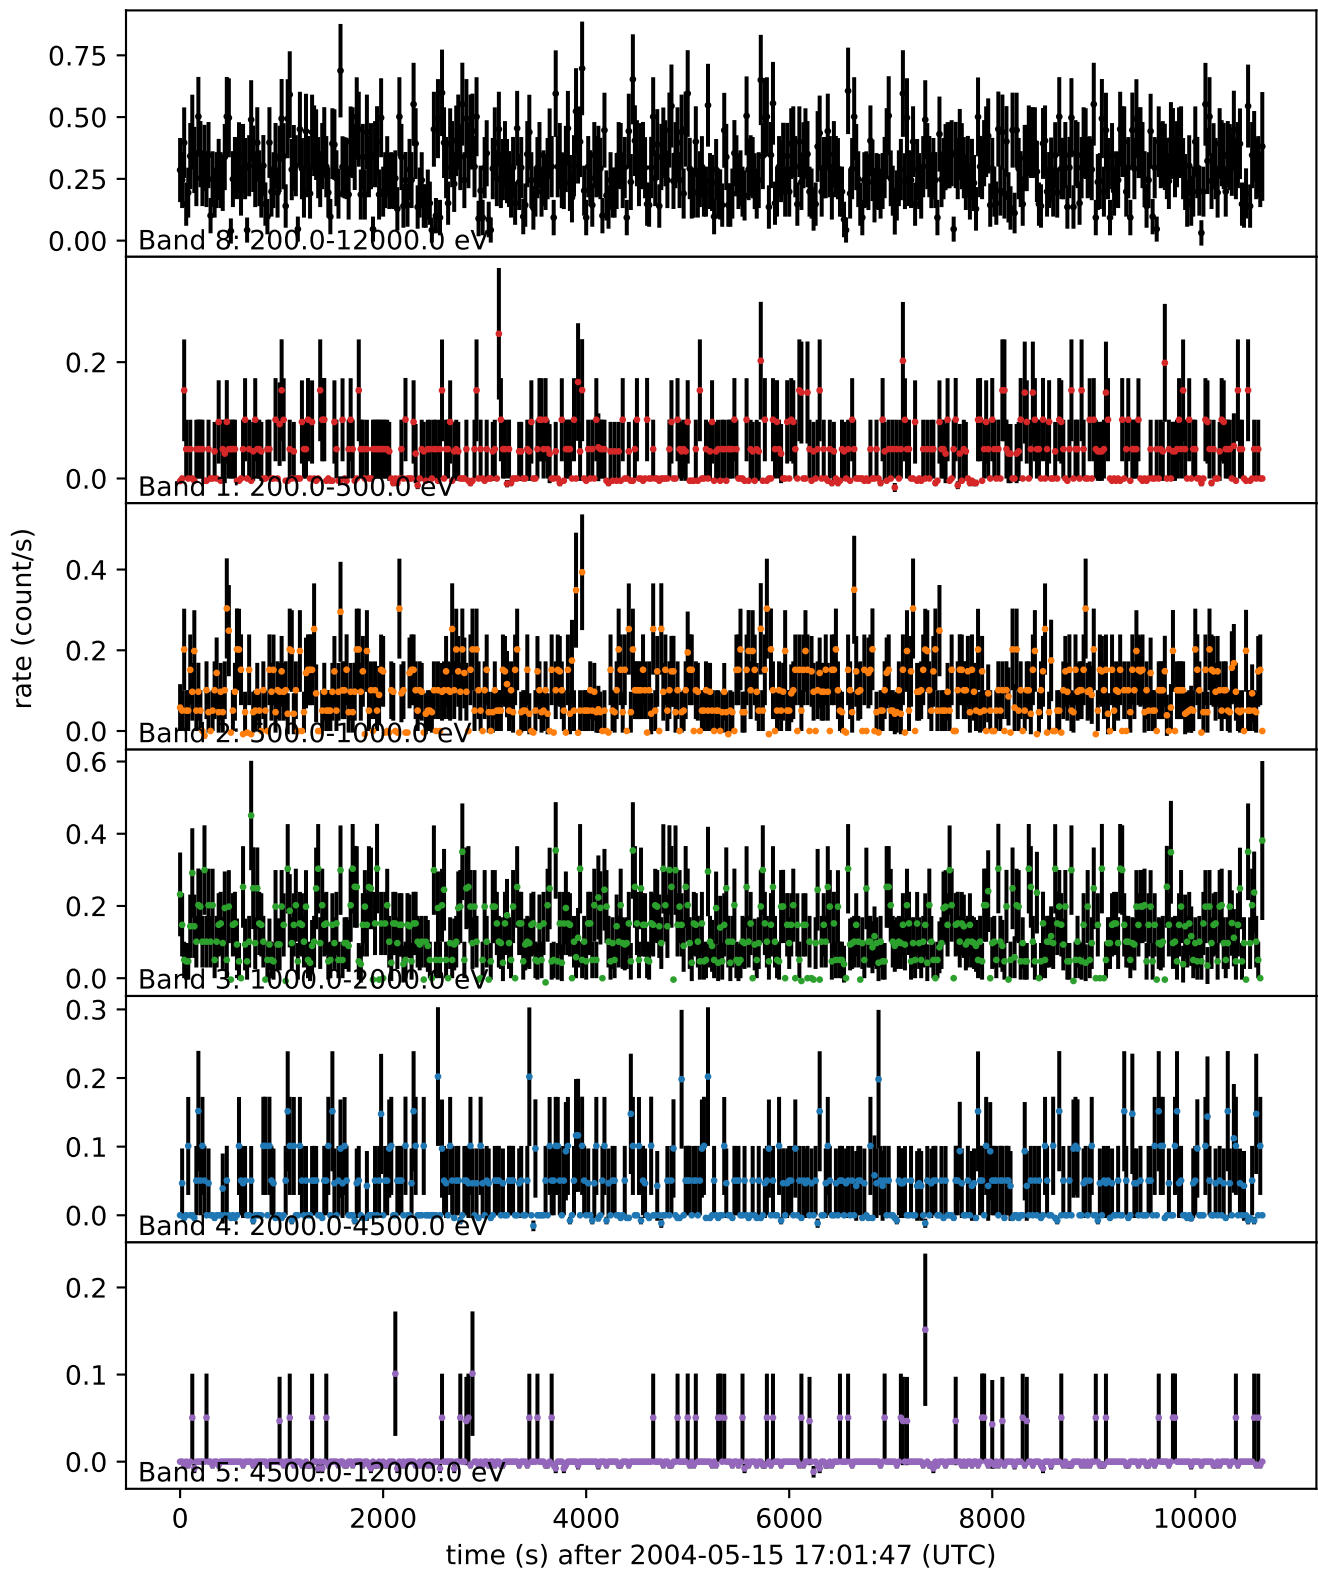 0.75
0.50
0.25
0.00
Band 8: 200.0-12000.0 eV
0.2
0.0
Band 1: 200.0-500.0 eV
0.4
0.2
0.0
Band 2: 500.0-1000.0 eV
rate (count/s)
0.6
0.4
0.2
0.0
Band 3: 1000.0-2000.0 eV
0.3
0.2
0.1
0.0
Band 4: 2000.0-4500.0 eV
0.2
0.1
0.0
Band 5: 4500.0-12000.0 eV
0 2000 4000 6000 8000 10000
time (s) after 2004-05-15 17:01:47 (UTC)